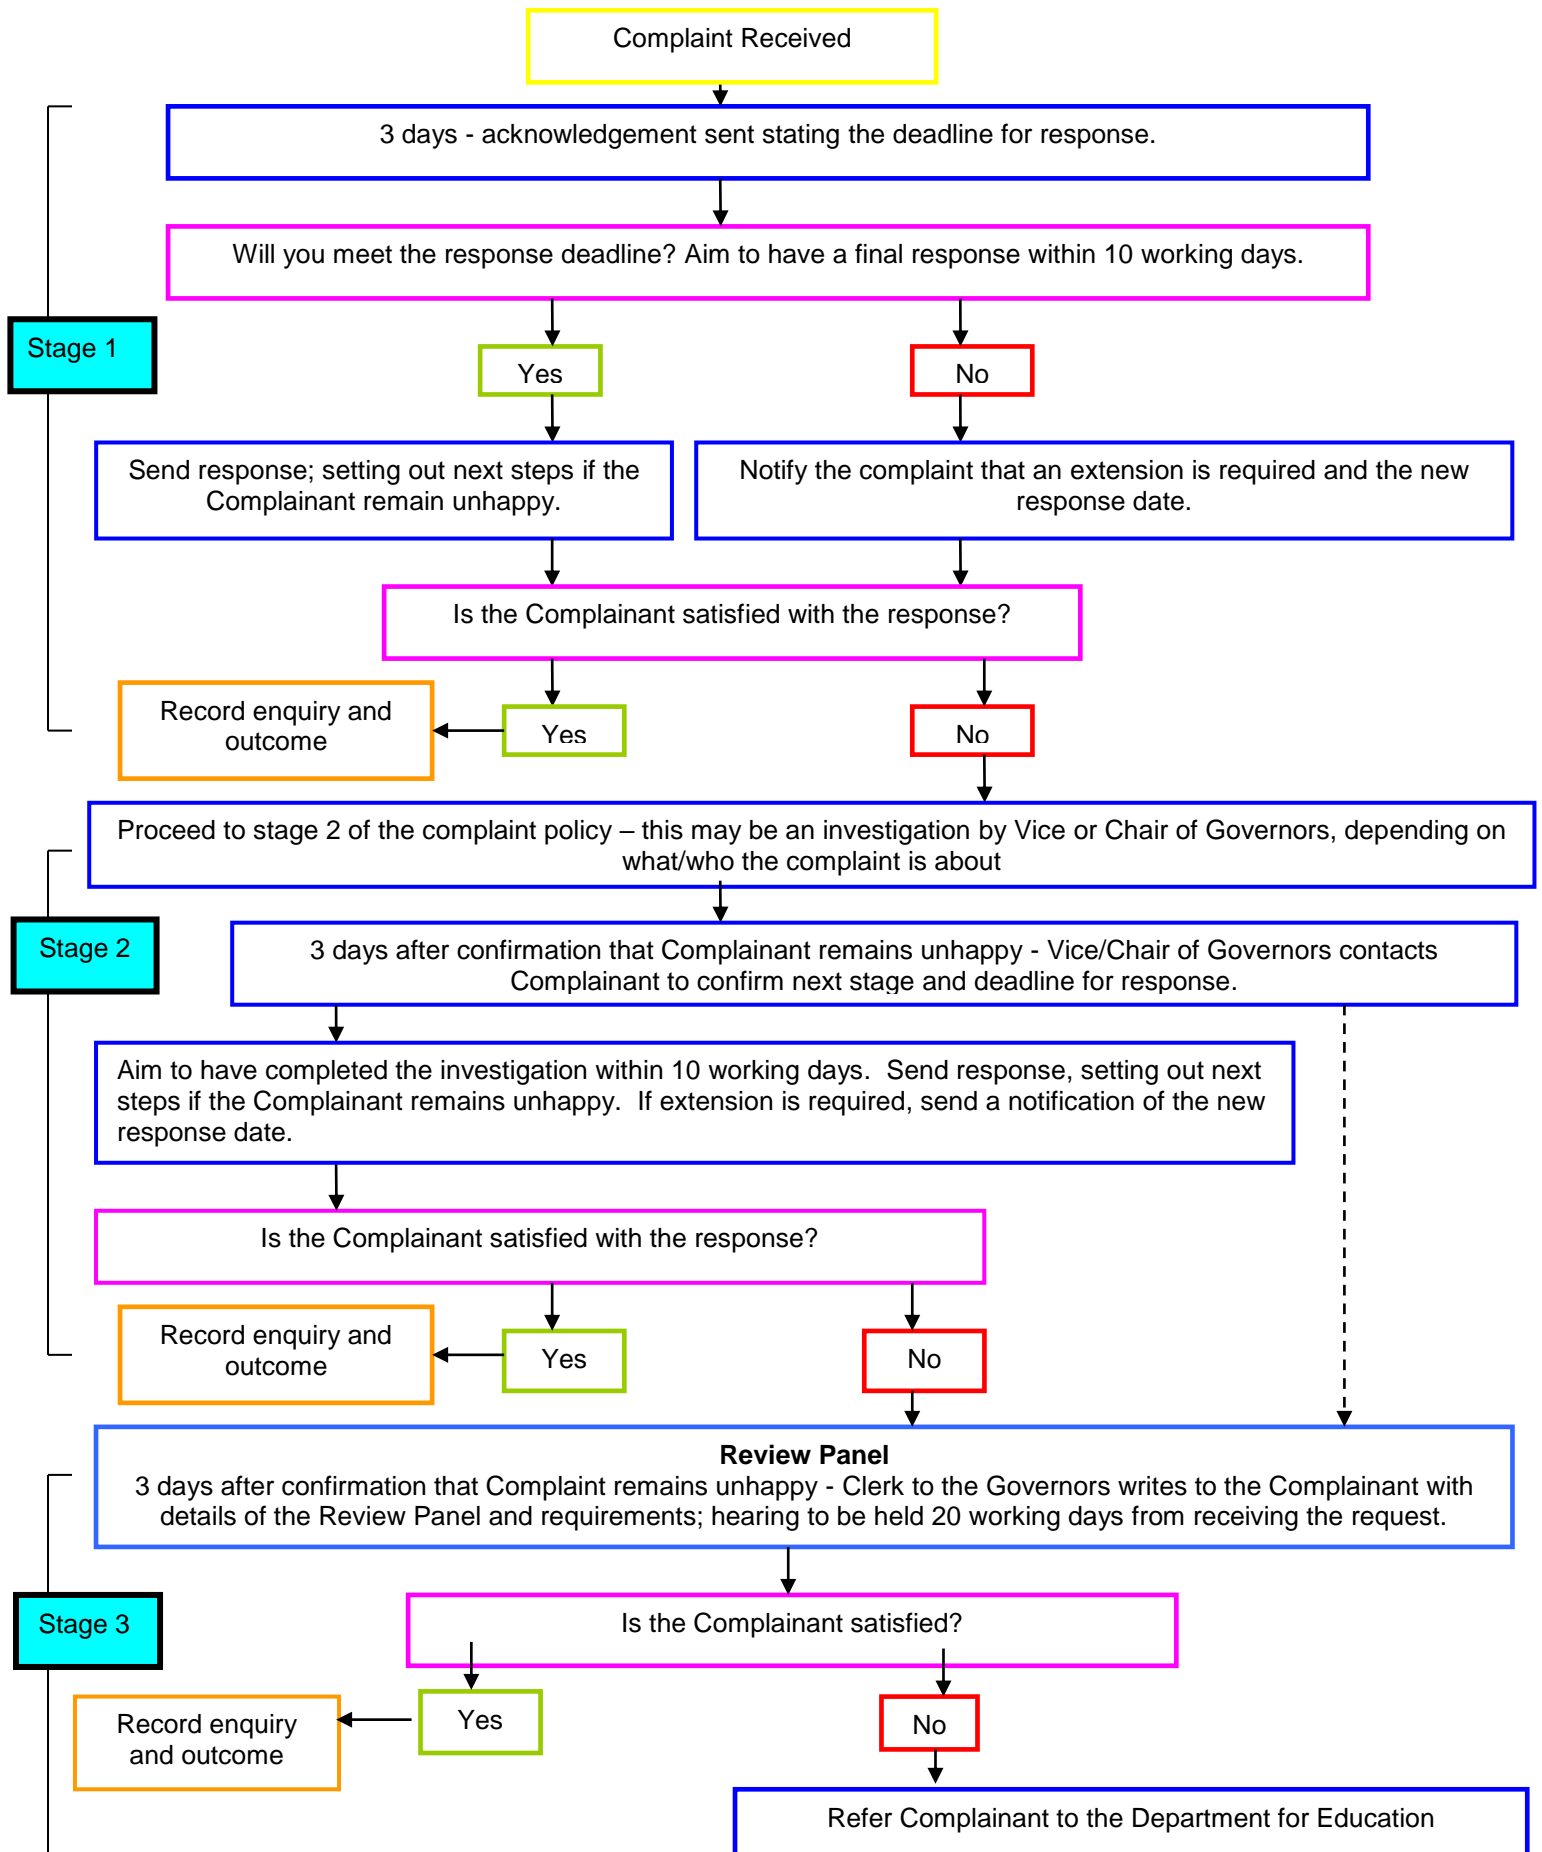 Complaint Received
3 days - acknowledgement sent stating the deadline for response.
Will you meet the response deadline? Aim to have a final response within 10 working days.
Stage 1
Yes
No
Send response; setting out next steps if the
Complainant remain unhappy.
Notify the complaint that an extension is required and the new
response date.
Is the Complainant satisfied with the response?
Record enquiry and
outcome
Yes
No
Proceed to stage 2 of the complaint policy – this may be an investigation by Vice or Chair of Governors, depending on
what/who the complaint is about
Stage 2
3 days after confirmation that Complainant remains unhappy - Vice/Chair of Governors contacts
Complainant to confirm next stage and deadline for response.
Aim to have completed the investigation within 10 working days.  Send response, setting out next
steps if the Complainant remains unhappy.  If extension is required, send a notification of the new
response date.
Is the Complainant satisfied with the response?
Record enquiry and
outcome
Yes
No
Review Panel
3 days after confirmation that Complaint remains unhappy - Clerk to the Governors writes to the Complainant with
details of the Review Panel and requirements; hearing to be held 20 working days from receiving the request.
Stage 3
Is the Complainant satisfied?
Record enquiry
and outcome
Yes
No
Refer Complainant to the Department for Education